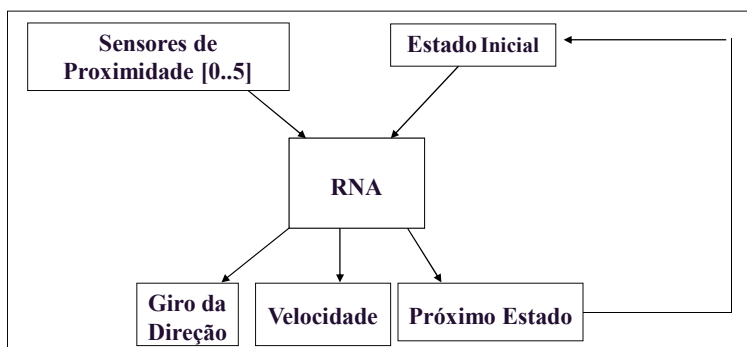 Sensores de
Proximidade [0..5]
Estado Inicial
RNA
Giro da
Direção
Velocidade
Próximo Estado